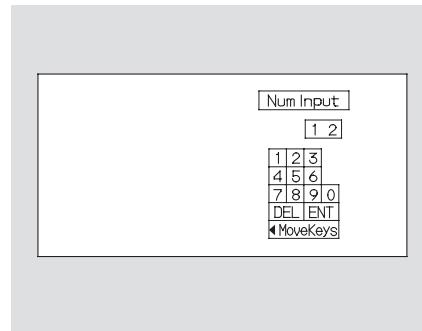 Num Input
1 2
1 2 3
4 5 6
7 8 9 0
DEL ENT
◀ MoveKeys